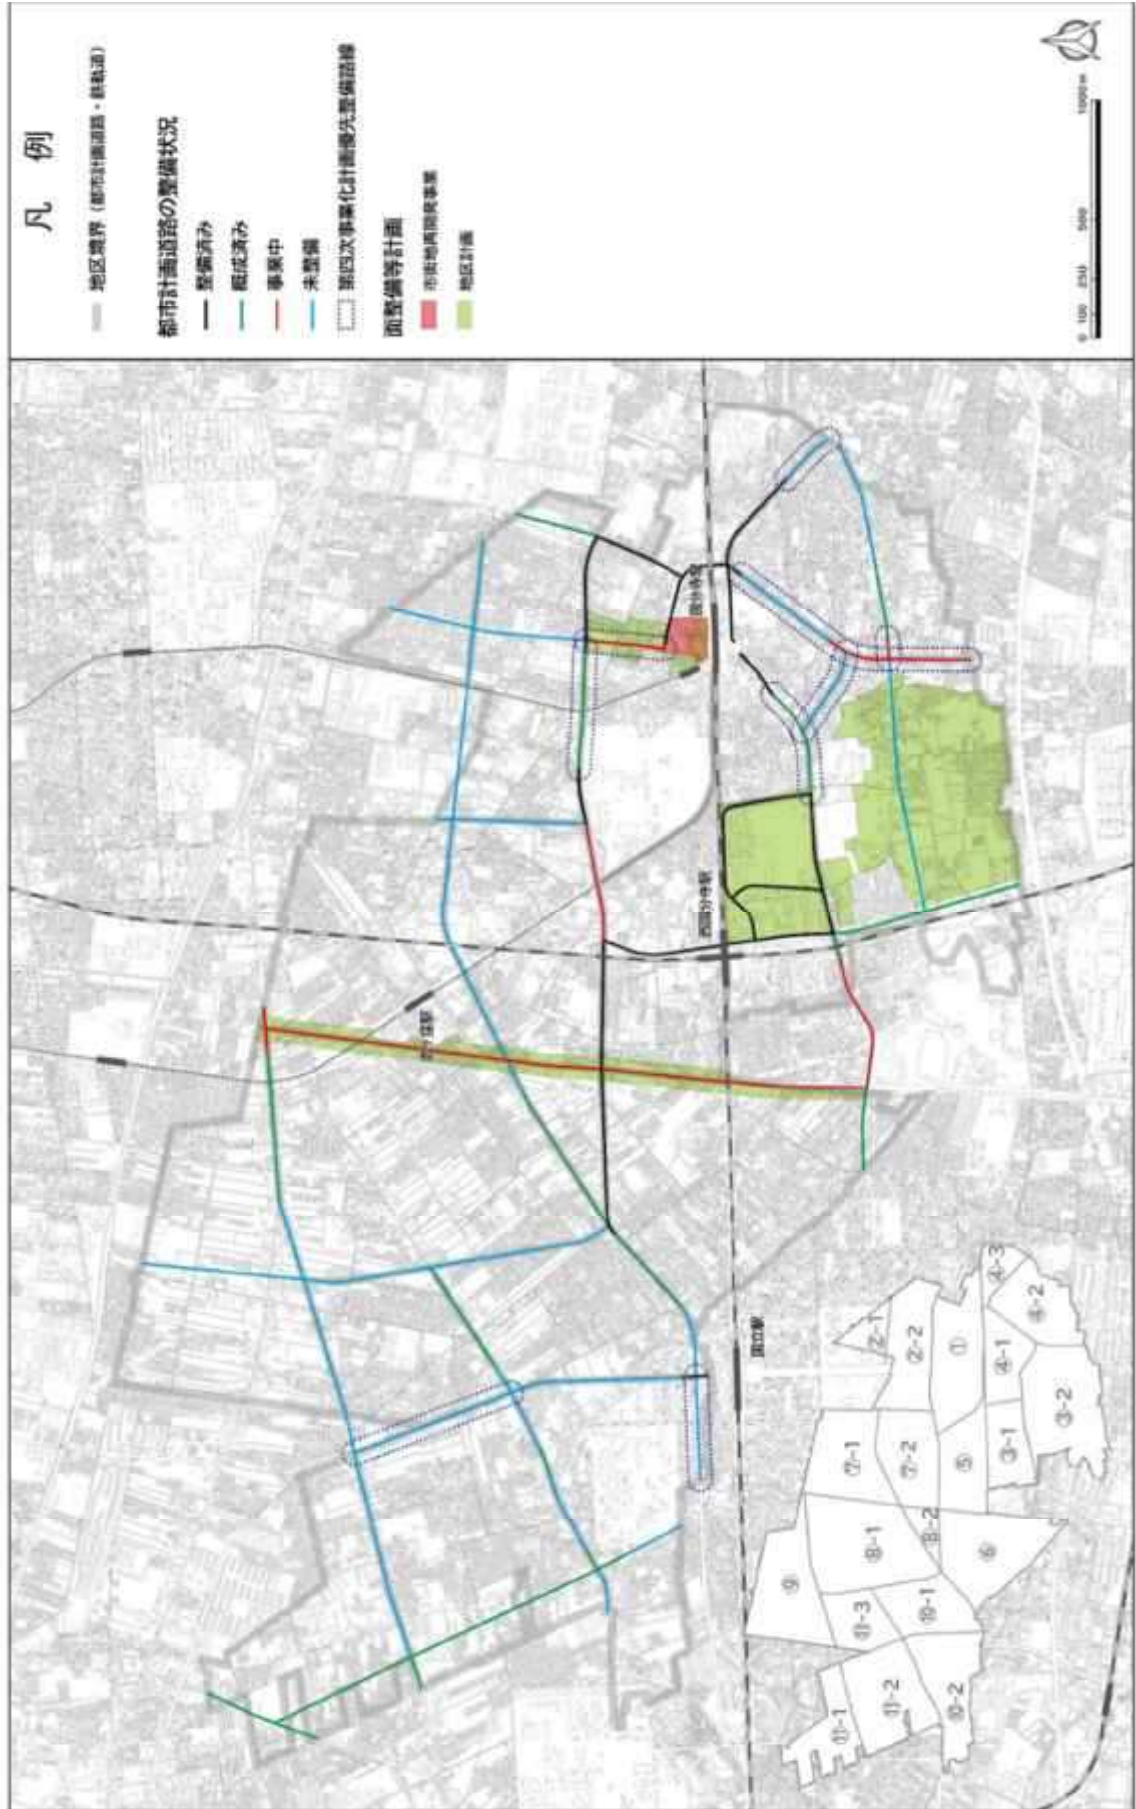 凡 例
地区境界（都市計画道路・鉄軌道）
都市計画道路の整備状況
整備済み
概成済み
事業中
未整備
第四次事業化計画優先整備路線
面整備等計画
市街地再開発事業
地区計画
0 100 250 500 1000m
国分寺駅
西国分寺駅
国立駅
②-1
②-2
①
④-3
④-1
④-2
③-1
③-2
⑦-1
⑦-2
⑤
⑧-1
⑧-2
⑥
⑨
⑪-3
⑩-1
⑪-1
⑪-2
⑩-2